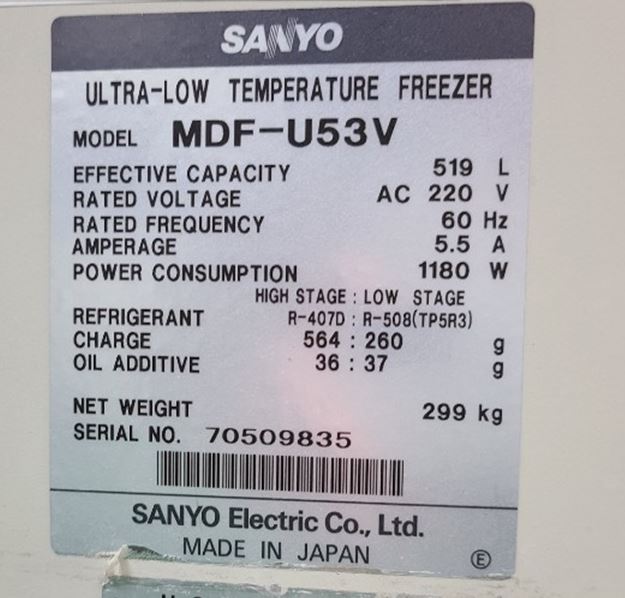 SANYO
ULTRA-LOW TEMPERATURE FREEZER
MODEL MDF-U53V
EFFECTIVE CAPACITY 519 L
RATED VOLTAGE AC 220 V
RATED FREQUENCY 60 Hz
AMPERAGE 5.5 A
POWER CONSUMPTION 1180 W
HIGH STAGE : LOW STAGE
REFRIGERANT R-407D : R-508(TP5R3)
CHARGE 564 : 260 g
OIL ADDITIVE 36 : 37 g
NET WEIGHT 299 kg
SERIAL NO. 70509835
SANYO Electric Co., Ltd.
MADE IN JAPAN Ⓔ